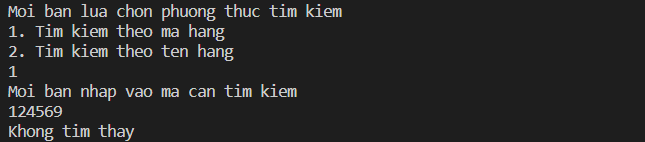 Moi ban lua chon phuong thuc tim kiem
1. Tim kiem theo ma hang
2. Tim kiem theo ten hang
1
Moi ban nhap vao ma can tim kiem
124569
Khong tim thay